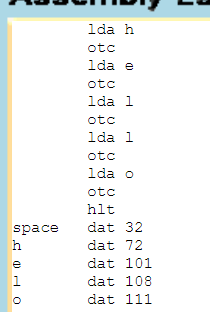 lda h
otc
lda e
otc
lda l
otc
lda l
otc
lda o
otc
hlt
space dat 32
h dat 72
e dat 101
l dat 108
o dat 111